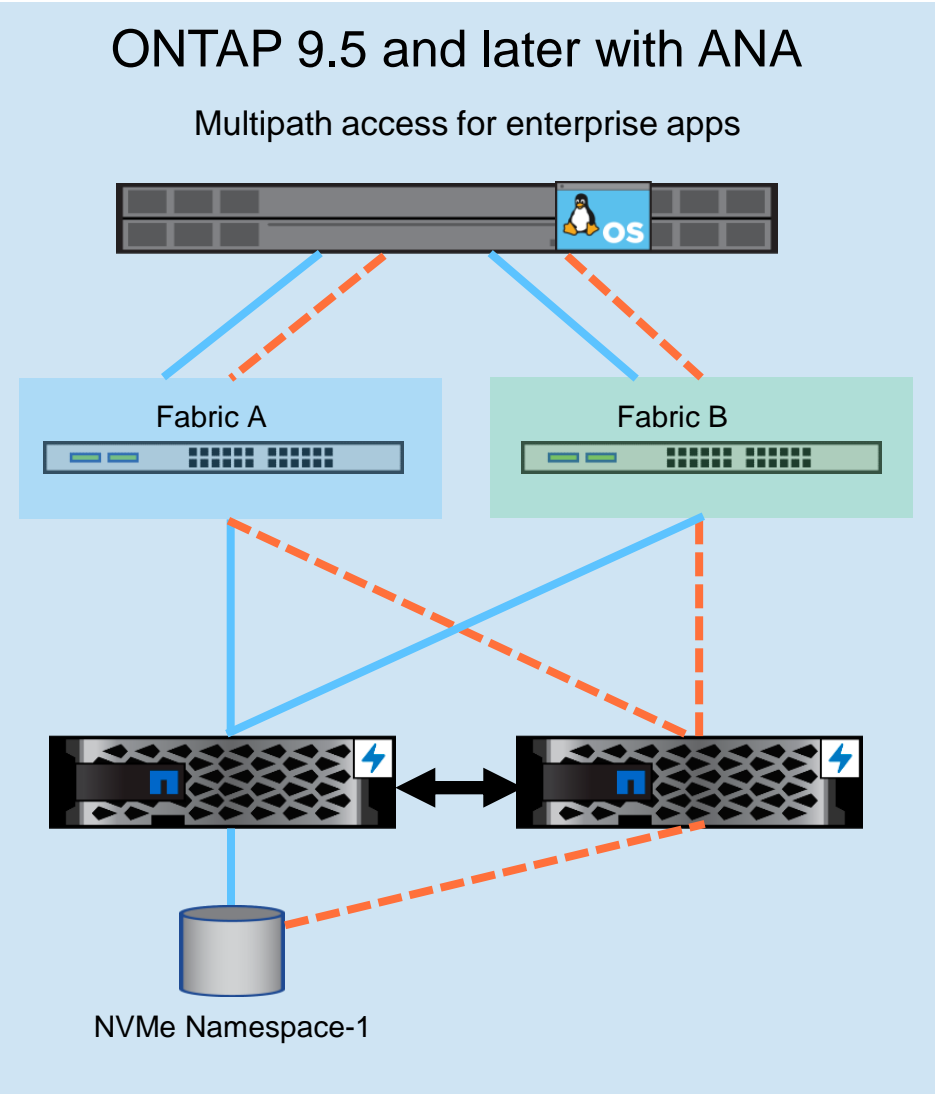 ONTAP 9.5 and later with ANA
Multipath access for enterprise apps
OS
Fabric A
Fabric B
NVMe Namespace-1